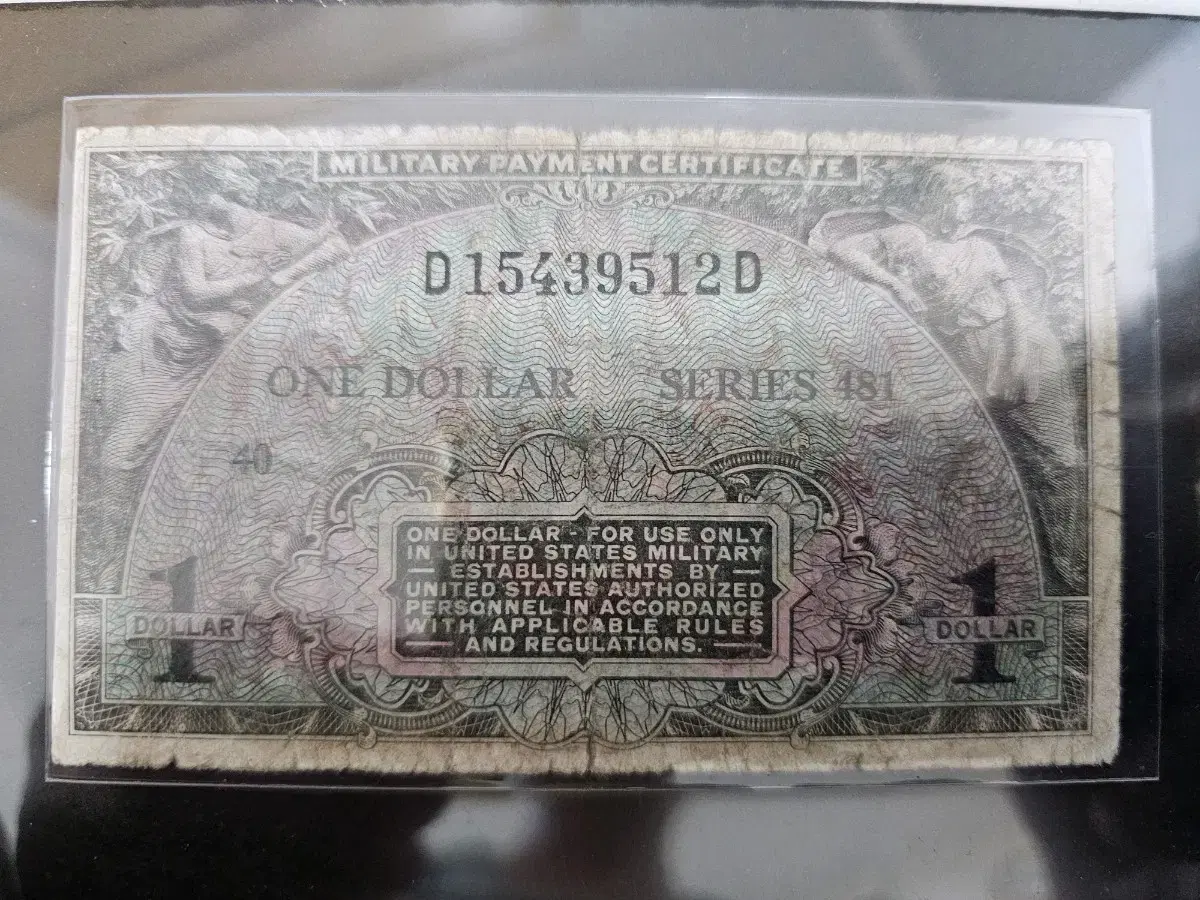 MILITARY PAYMENT CERTIFICATE
D15439512D
ONE DOLLAR SERIES 481
40
ONE DOLLAR - FOR USE ONLY
IN UNITED STATES MILITARY
— ESTABLISHMENTS BY —
UNITED STATES AUTHORIZED
PERSONNEL IN ACCORDANCE
WITH APPLICABLE RULES
— AND REGULATIONS. —
1 DOLLAR
1 DOLLAR